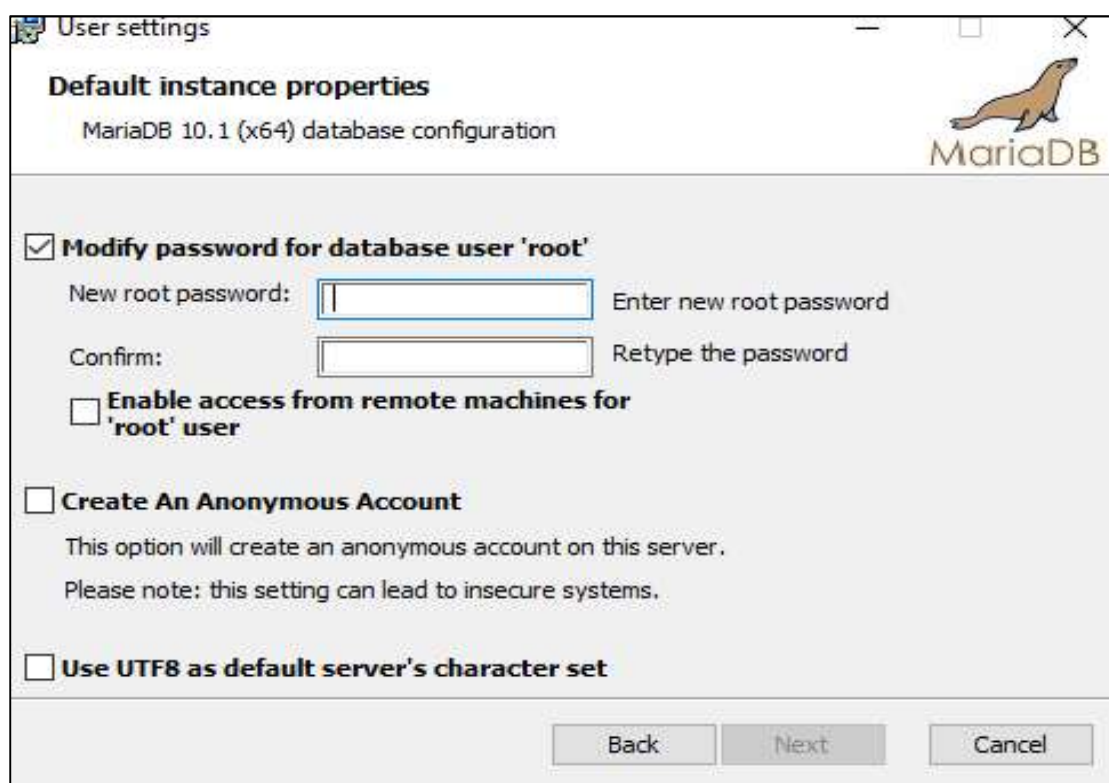 User settings
Default instance properties
MariaDB 10.1 (x64) database configuration
MariaDB
Modify password for database user 'root'
New root password:
Enter new root password
Confirm:
Retype the password
Enable access from remote machines for
'root' user
Create An Anonymous Account
This option will create an anonymous account on this server.
Please note: this setting can lead to insecure systems.
Use UTF8 as default server's character set
Back
Next
Cancel